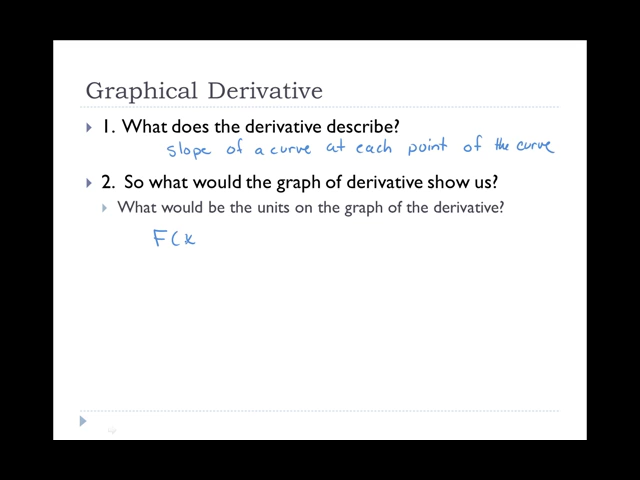 Graphical Derivative
1. What does the derivative describe?
slope of a curve at each point of the curve
2. So what would the graph of derivative show us?
What would be the units on the graph of the derivative?
F(x